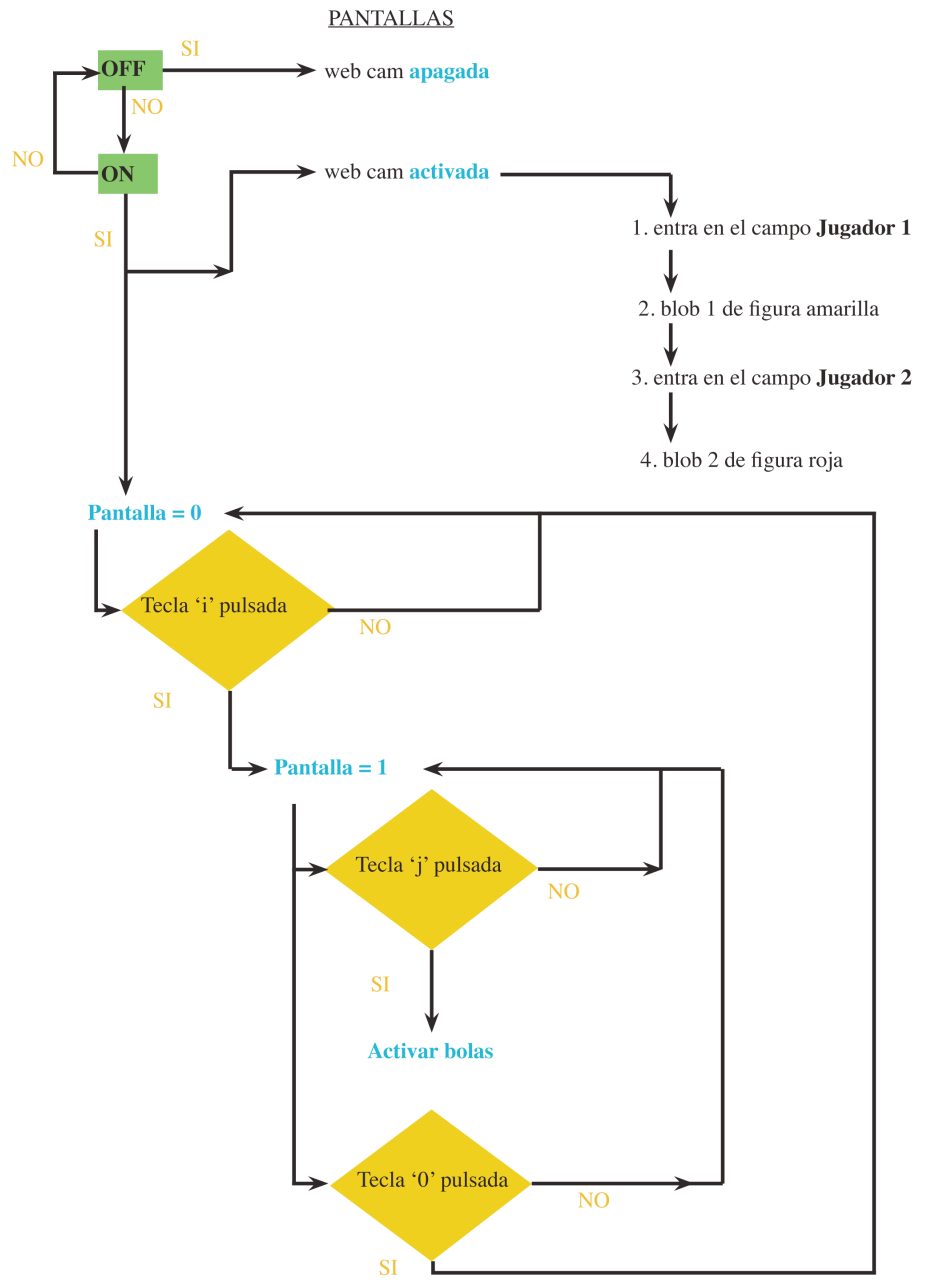 PANTALLAS
SI
OFF
web cam apagada
NO
NO
ON
web cam activada
SI
1. entra en el campo Jugador 1
2. blob 1 de figura amarilla
3. entra en el campo Jugador 2
4. blob 2 de figura roja
Pantalla = 0
Tecla ‘i’ pulsada
NO
SI
Pantalla = 1
Tecla ‘j’ pulsada
NO
SI
Activar bolas
Tecla ‘0’ pulsada
NO
SI